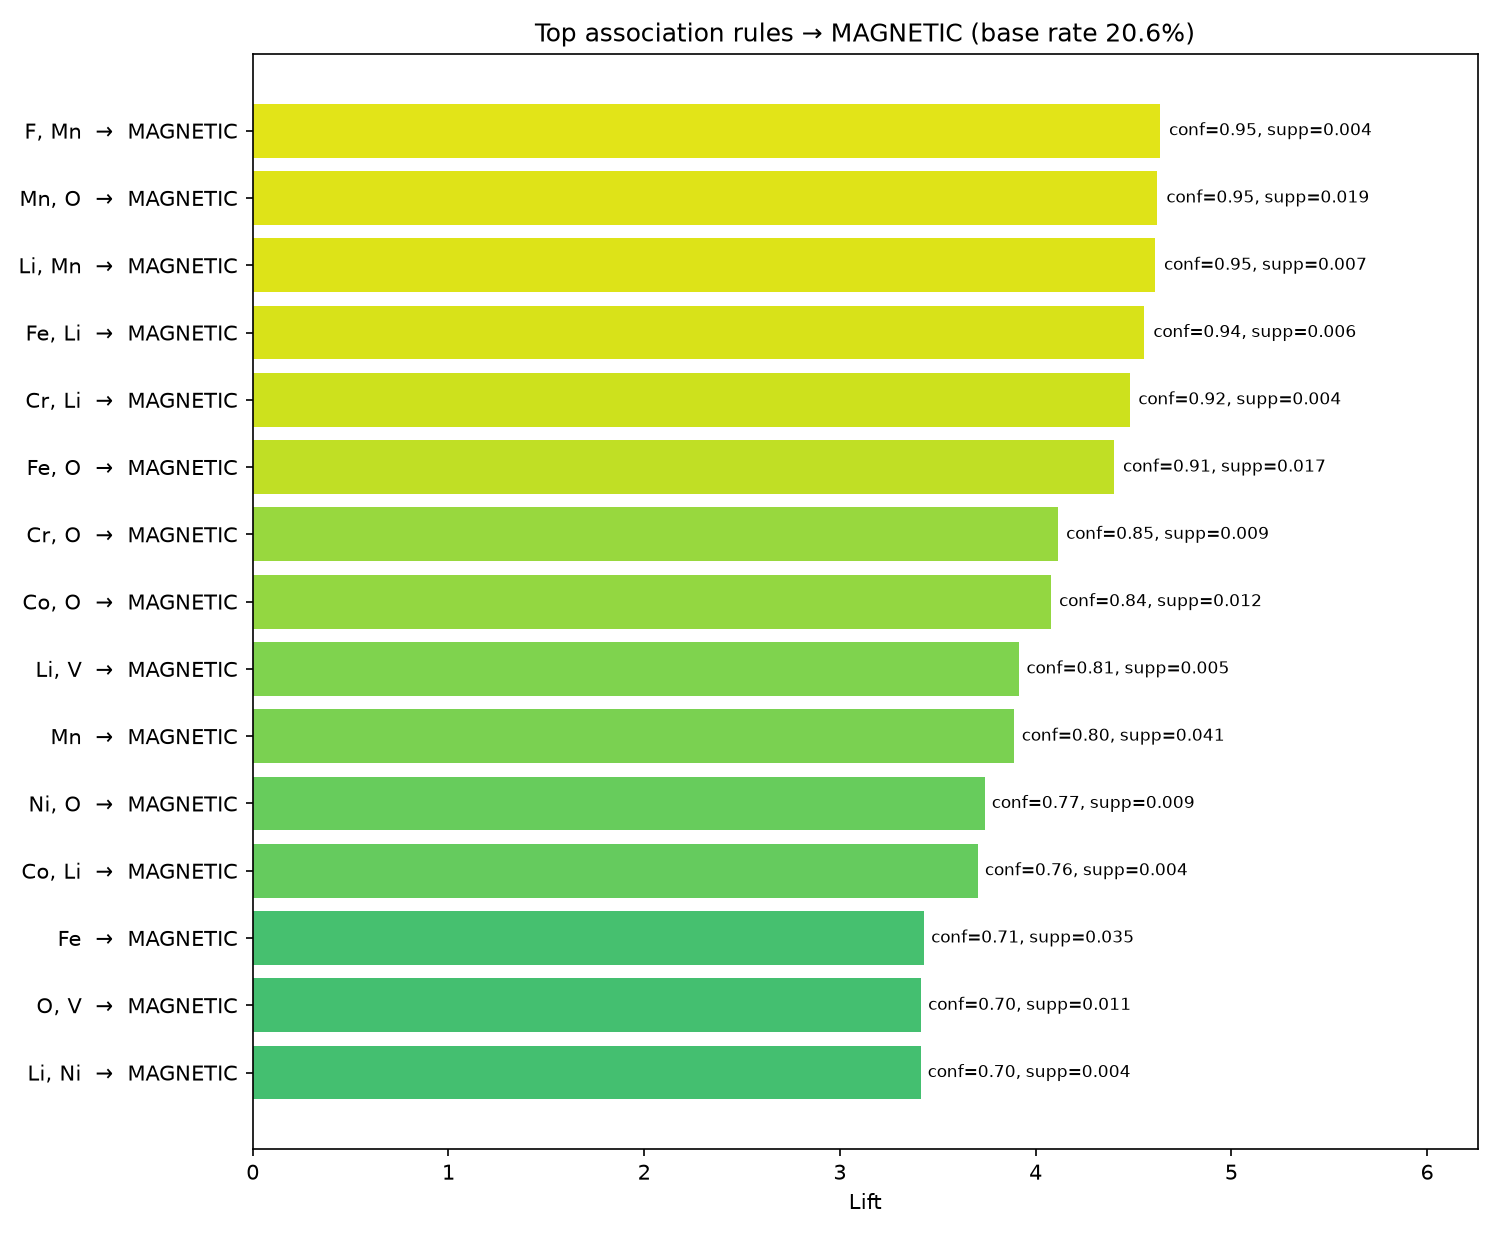 Top association rules → MAGNETIC (base rate 20.6%)
F, Mn → MAGNETIC conf=0.95, supp=0.004
Mn, O → MAGNETIC conf=0.95, supp=0.019
Li, Mn → MAGNETIC conf=0.95, supp=0.007
Fe, Li → MAGNETIC conf=0.94, supp=0.006
Cr, Li → MAGNETIC conf=0.92, supp=0.004
Fe, O → MAGNETIC conf=0.91, supp=0.017
Cr, O → MAGNETIC conf=0.85, supp=0.009
Co, O → MAGNETIC conf=0.84, supp=0.012
Li, V → MAGNETIC conf=0.81, supp=0.005
Mn → MAGNETIC conf=0.80, supp=0.041
Ni, O → MAGNETIC conf=0.77, supp=0.009
Co, Li → MAGNETIC conf=0.76, supp=0.004
Fe → MAGNETIC conf=0.71, supp=0.035
O, V → MAGNETIC conf=0.70, supp=0.011
Li, Ni → MAGNETIC conf=0.70, supp=0.004
0 1 2 3 4 5 6
Lift